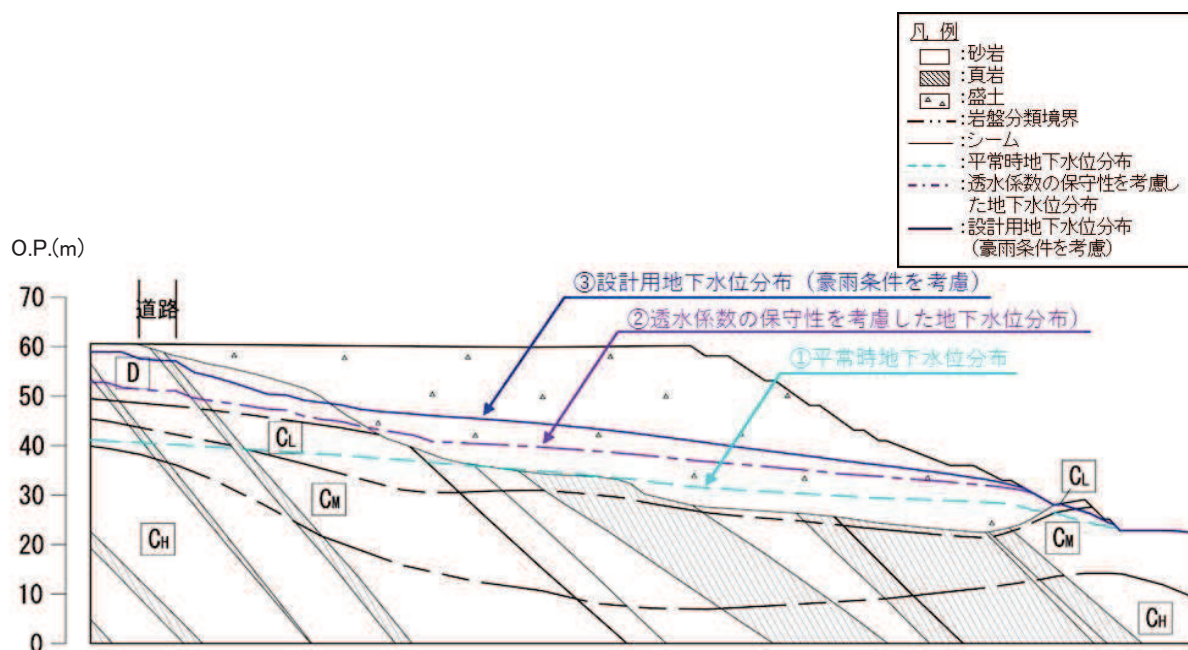 凡 例
:砂岩
:頁岩
:盛土
:岩盤分類境界
:シーム
:平常時地下水位分布
:透水係数の保守性を考慮し
た地下水位分布
:設計用地下水位分布
(豪雨条件を考慮)
O.P.(m)
70
60
50
40
30
20
10
0
道路
③設計用地下水位分布(豪雨条件を考慮)
②透水係数の保守性を考慮した地下水位分布)
①平常時地下水位分布
D
CL
CM
CH
CL
CM
CH